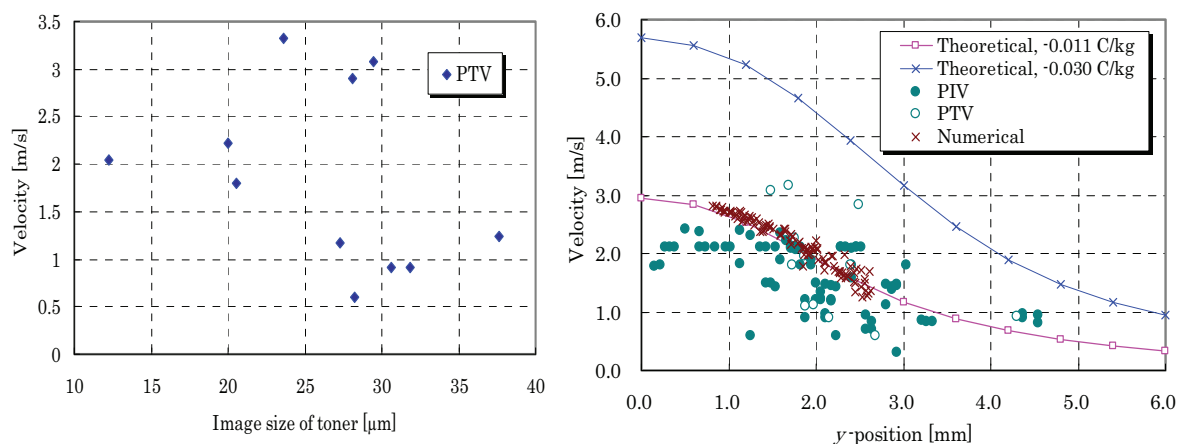 3.5
3
2.5
2
1.5
1
0.5
0
Velocity [m/s]
PTV
10
15
20
25
30
35
40
Image size of toner [µm]
6.0
5.0
4.0
3.0
2.0
1.0
0.0
Velocity [m/s]
Theoretical, -0.011 C/kg
Theoretical, -0.030 C/kg
PIV
PTV
Numerical
0.0
1.0
2.0
3.0
4.0
5.0
6.0
y-position [mm]